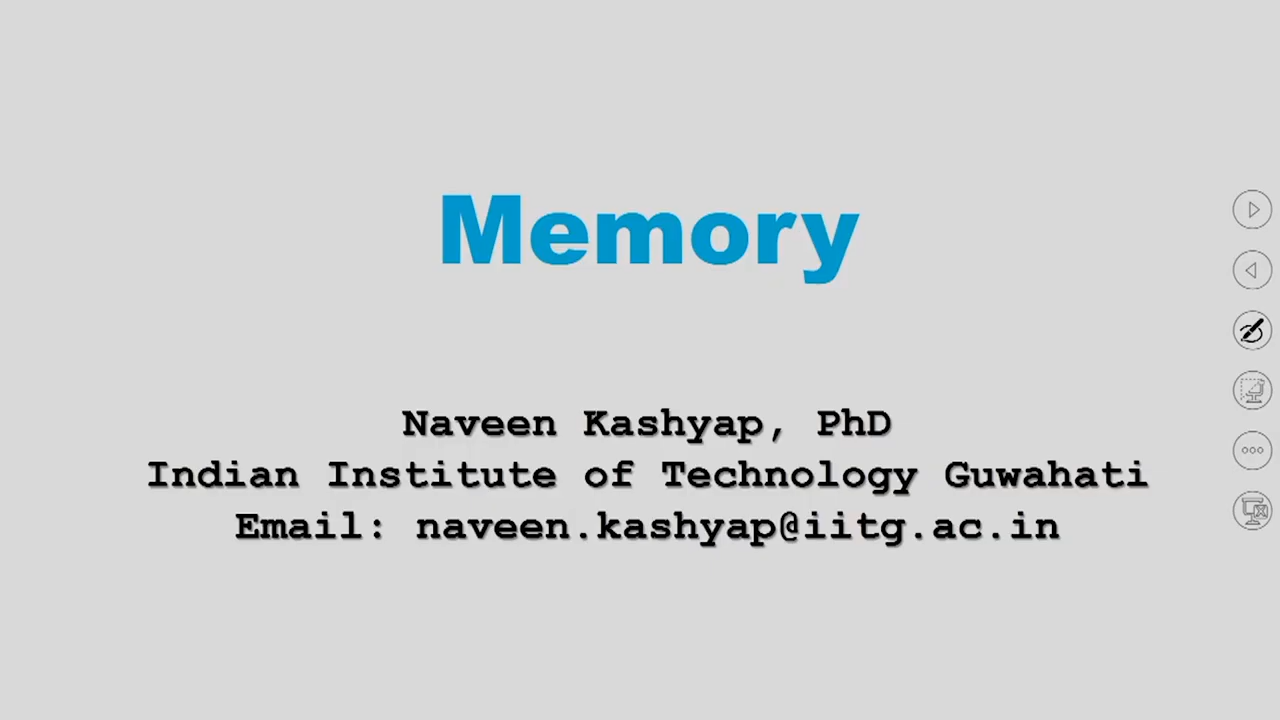 Memory
Naveen Kashyap, PhD
Indian Institute of Technology Guwahati
Email: naveen.kashyap@iitg.ac.in